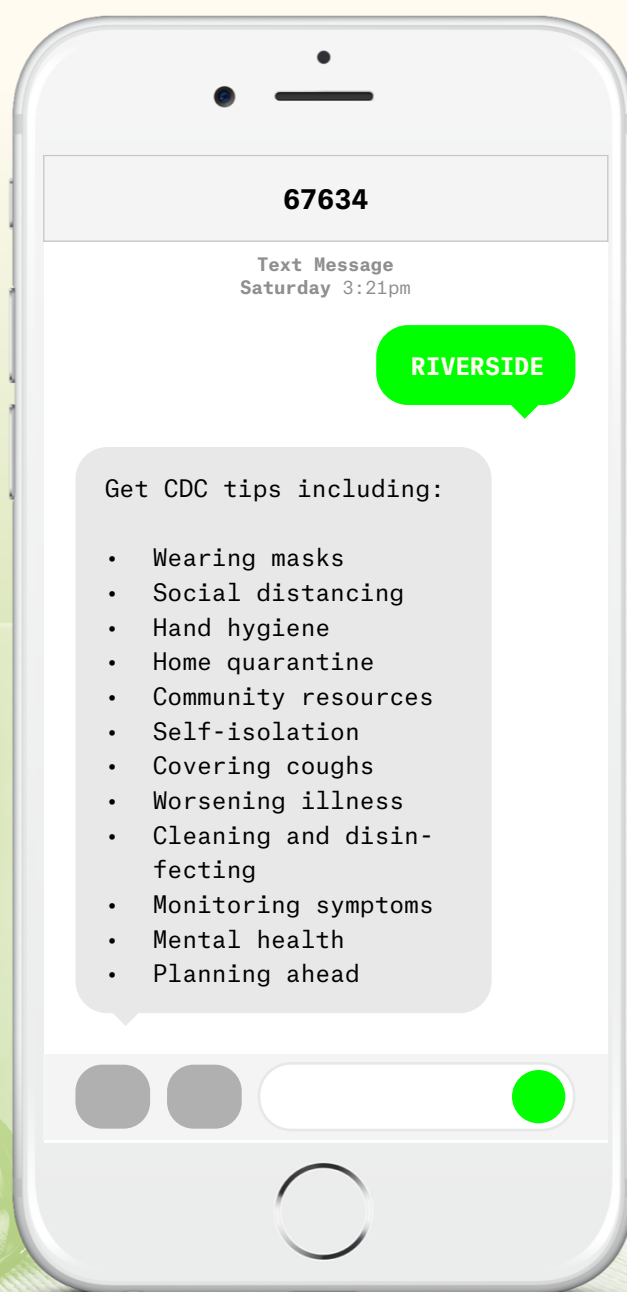 67634
Text Message
Saturday 3:21pm
RIVERSIDE
Get CDC tips including:
• Wearing masks
• Social distancing
• Hand hygiene
• Home quarantine
• Community resources
• Self-isolation
• Covering coughs
• Worsening illness
• Cleaning and disin-
fecting
• Monitoring symptoms
• Mental health
• Planning ahead